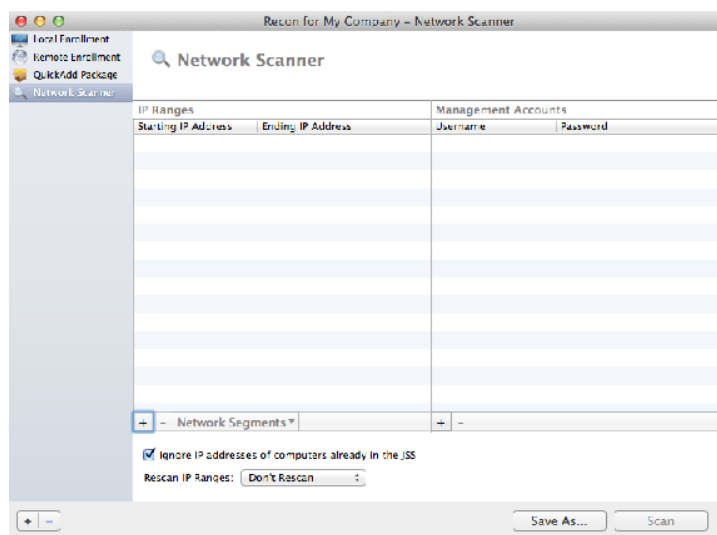 Recon for My Company – Network Scanner
Local Enrollment
Remote Enrollment
QuickAdd Package
Network Scanner
Network Scanner
IP Ranges
Management Accounts
Starting IP Address Ending IP Address
Username Password
+ – Network Segments ▾
+ –
Ignore IP addresses of computers already in the JSS
Rescan IP Ranges: Don't Rescan
+ –
Save As...
Scan